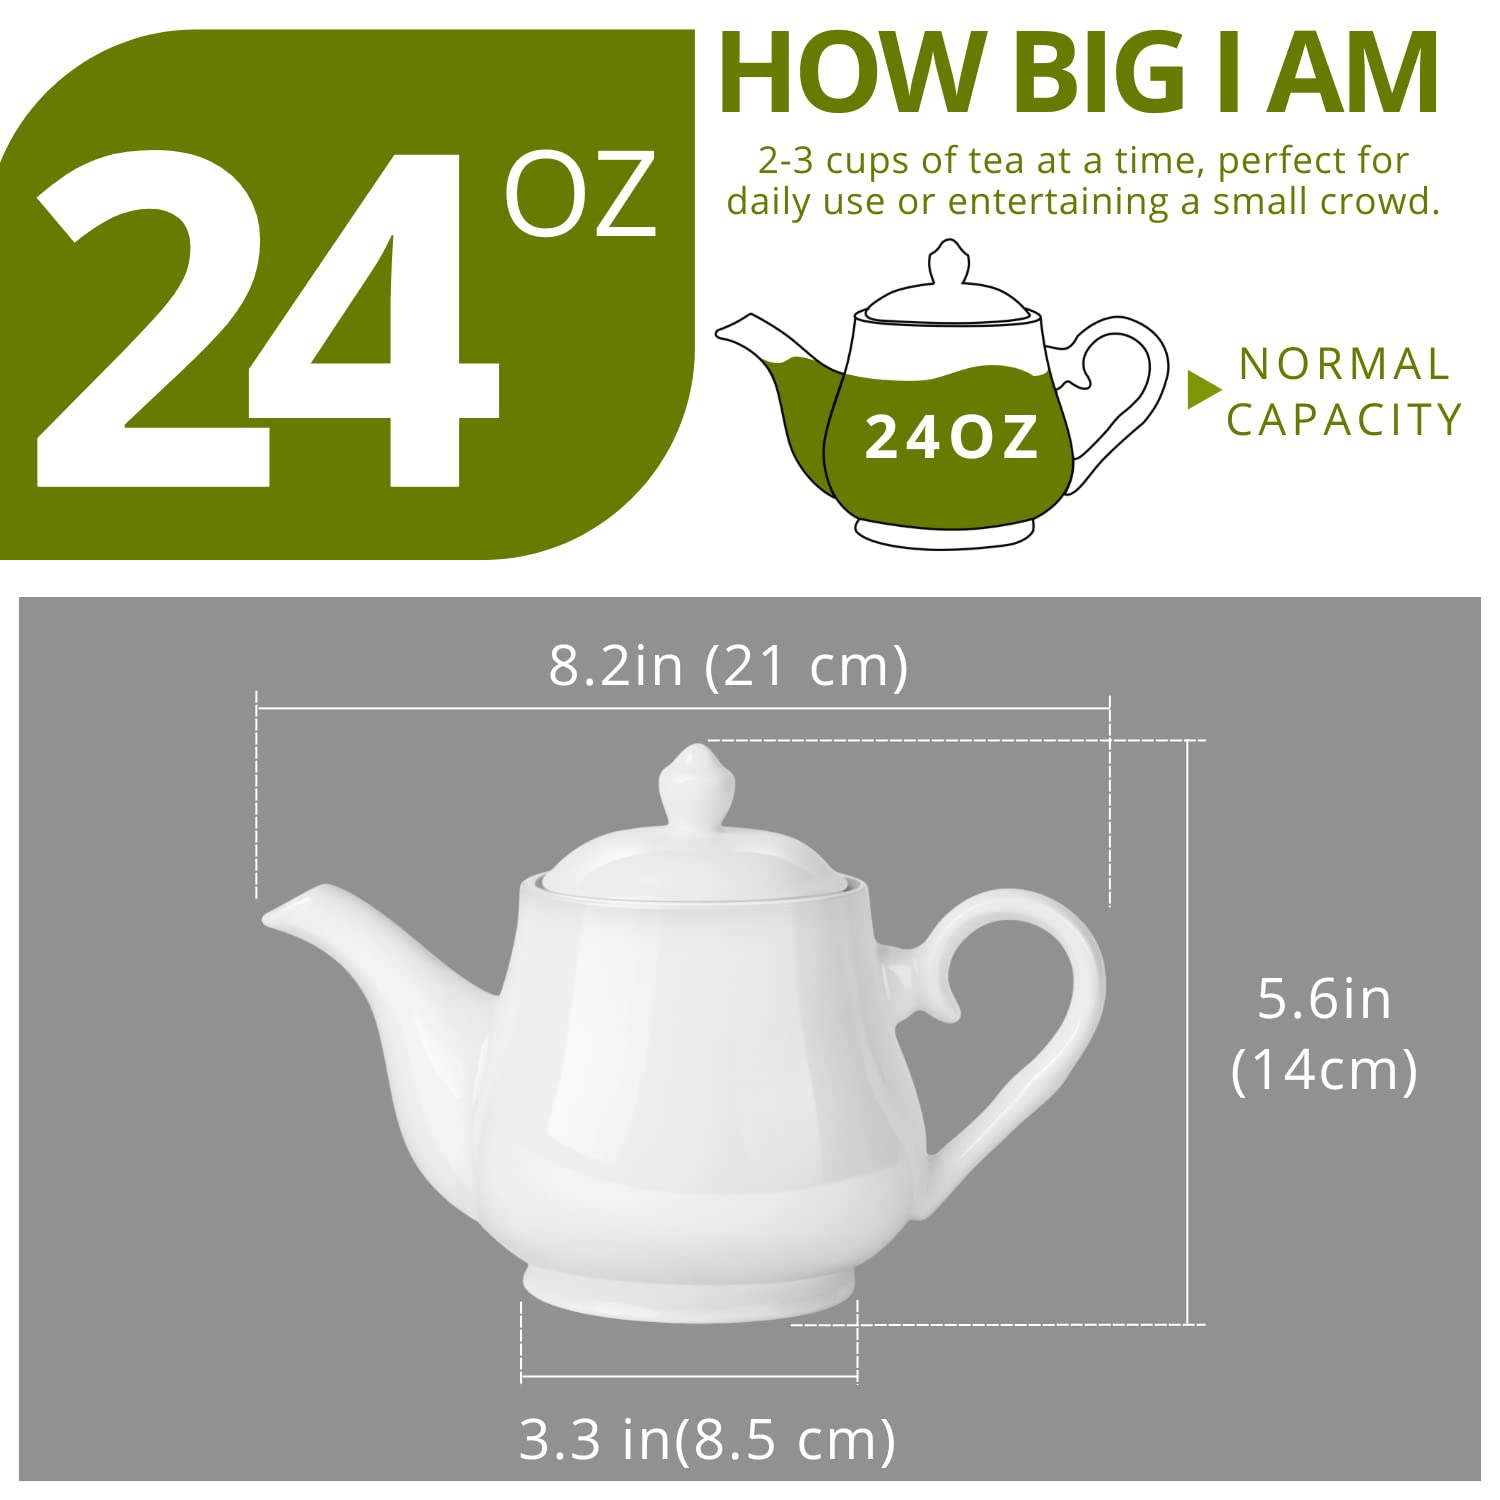 24 OZ
HOW BIG I AM
2-3 cups of tea at a time, perfect for
daily use or entertaining a small crowd.
24OZ
NORMAL
CAPACITY
8.2in (21 cm)
5.6in
(14cm)
3.3 in(8.5 cm)